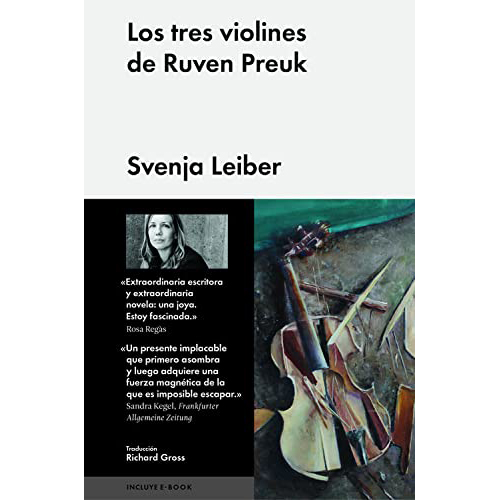 Los tres violines
de Ruven Preuk
Svenja Leiber
«Extraordinaria escritora
y extraordinaria
novela: una joya.
Estoy fascinada.»
Rosa Regàs
«Un presente implacable
que primero asombra
y luego adquiere una
fuerza magnética de la
que es imposible escapar.»
Sandra Kegel, Frankfurter
Allgemeine Zeitung
Traducción
Richard Gross
INCLUYE E-BOOK